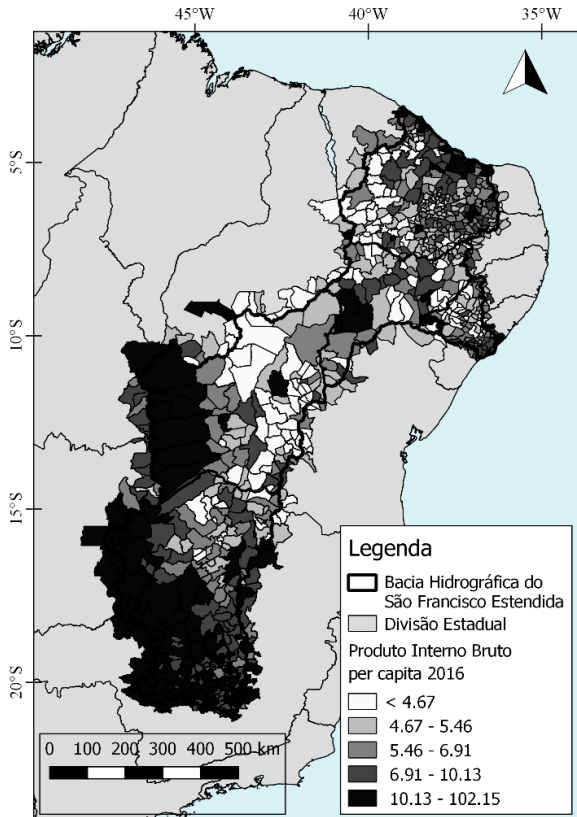 45°W 40°W 35°W
5°S
10°S
15°S
20°S
Legenda
Bacia Hidrográfica do
São Francisco Estendida
Divisão Estadual
Produto Interno Bruto
per capita 2016
< 4.67
4.67 - 5.46
5.46 - 6.91
6.91 - 10.13
10.13 - 102.15
0 100 200 300 400 500 km